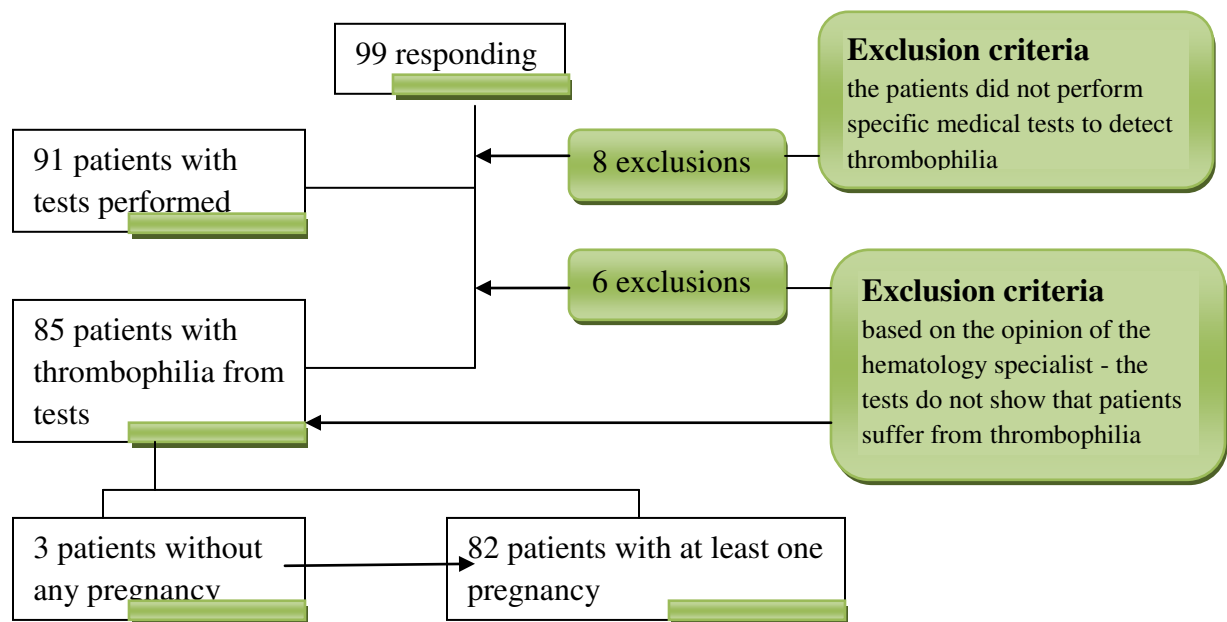 99 responding
Exclusion criteria
the patients did not perform
specific medical tests to detect
thrombophilia
8 exclusions
91 patients with
tests performed
6 exclusions
Exclusion criteria
based on the opinion of the
hematology specialist - the
tests do not show that patients
suffer from thrombophilia
85 patients with
thrombophilia from
tests
3 patients without
any pregnancy
82 patients with at least one
pregnancy